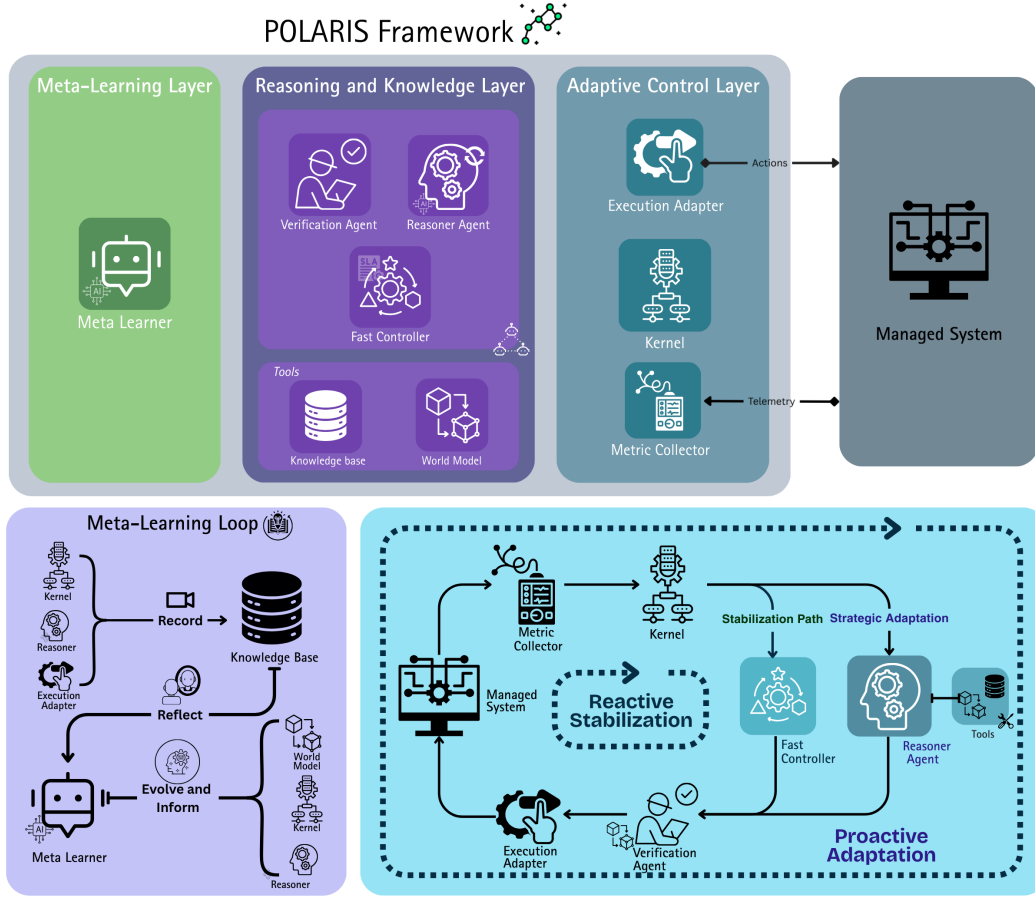 POLARIS Framework
Meta-Learning Layer
Reasoning and Knowledge Layer
Adaptive Control Layer
Verification Agent
Reasoner Agent
AI
SLA
Fast Controller
Tools
Knowledge base
World Model
AI
Meta Learner
Execution Adapter
Kernel
Metric Collector
Actions
Telemetry
Managed System
Meta-Learning Loop
Kernel
Reasoner
Execution
Adapter
Record
Knowledge Base
Reflect
Evolve and
Inform
World
Model
Kernel
Reasoner
AI
Meta Learner
Metric
Collector
Kernel
Stabilization Path
Strategic Adaptation
Managed
System
Reactive
Stabilization
Fast
Controller
Reasoner
Agent
Tools
Execution
Adapter
Verification
Agent
Proactive
Adaptation